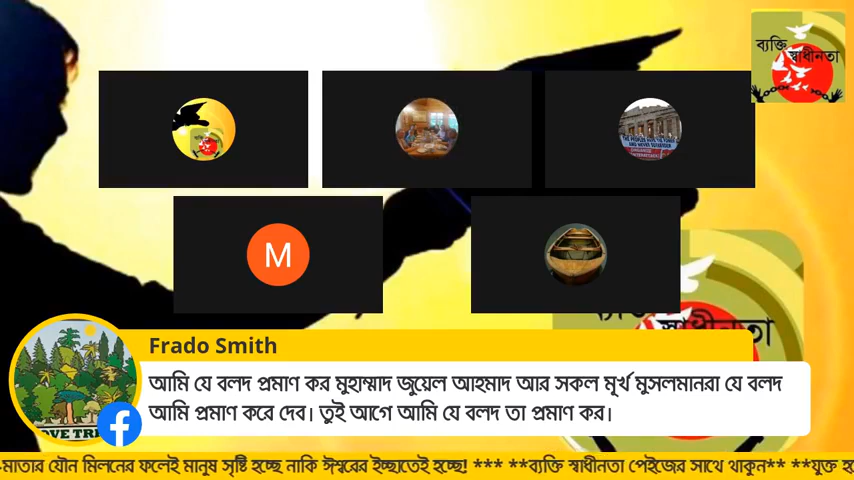 ব্যক্তি
স্বাধীনতা
M
স্বাধীনতা
Frado Smith
আমি যে বলদ প্রমাণ কর মুহাম্মাদ জুয়েল আহমাদ আর সকল মূর্খ মুসলমানরা যে বলদ
আমি প্রমাণ করে দেব। তুই আগে আমি যে বলদ তা প্রমাণ কর।
মাতার যৌন মিলনের ফলেই মানুষ সৃষ্টি হচ্ছে নাকি ঈশ্বরের ইচ্ছাতেই হচ্ছে! *** **ব্যক্তি স্বাধীনতা পেইজের সাথে থাকুন** **যুক্ত